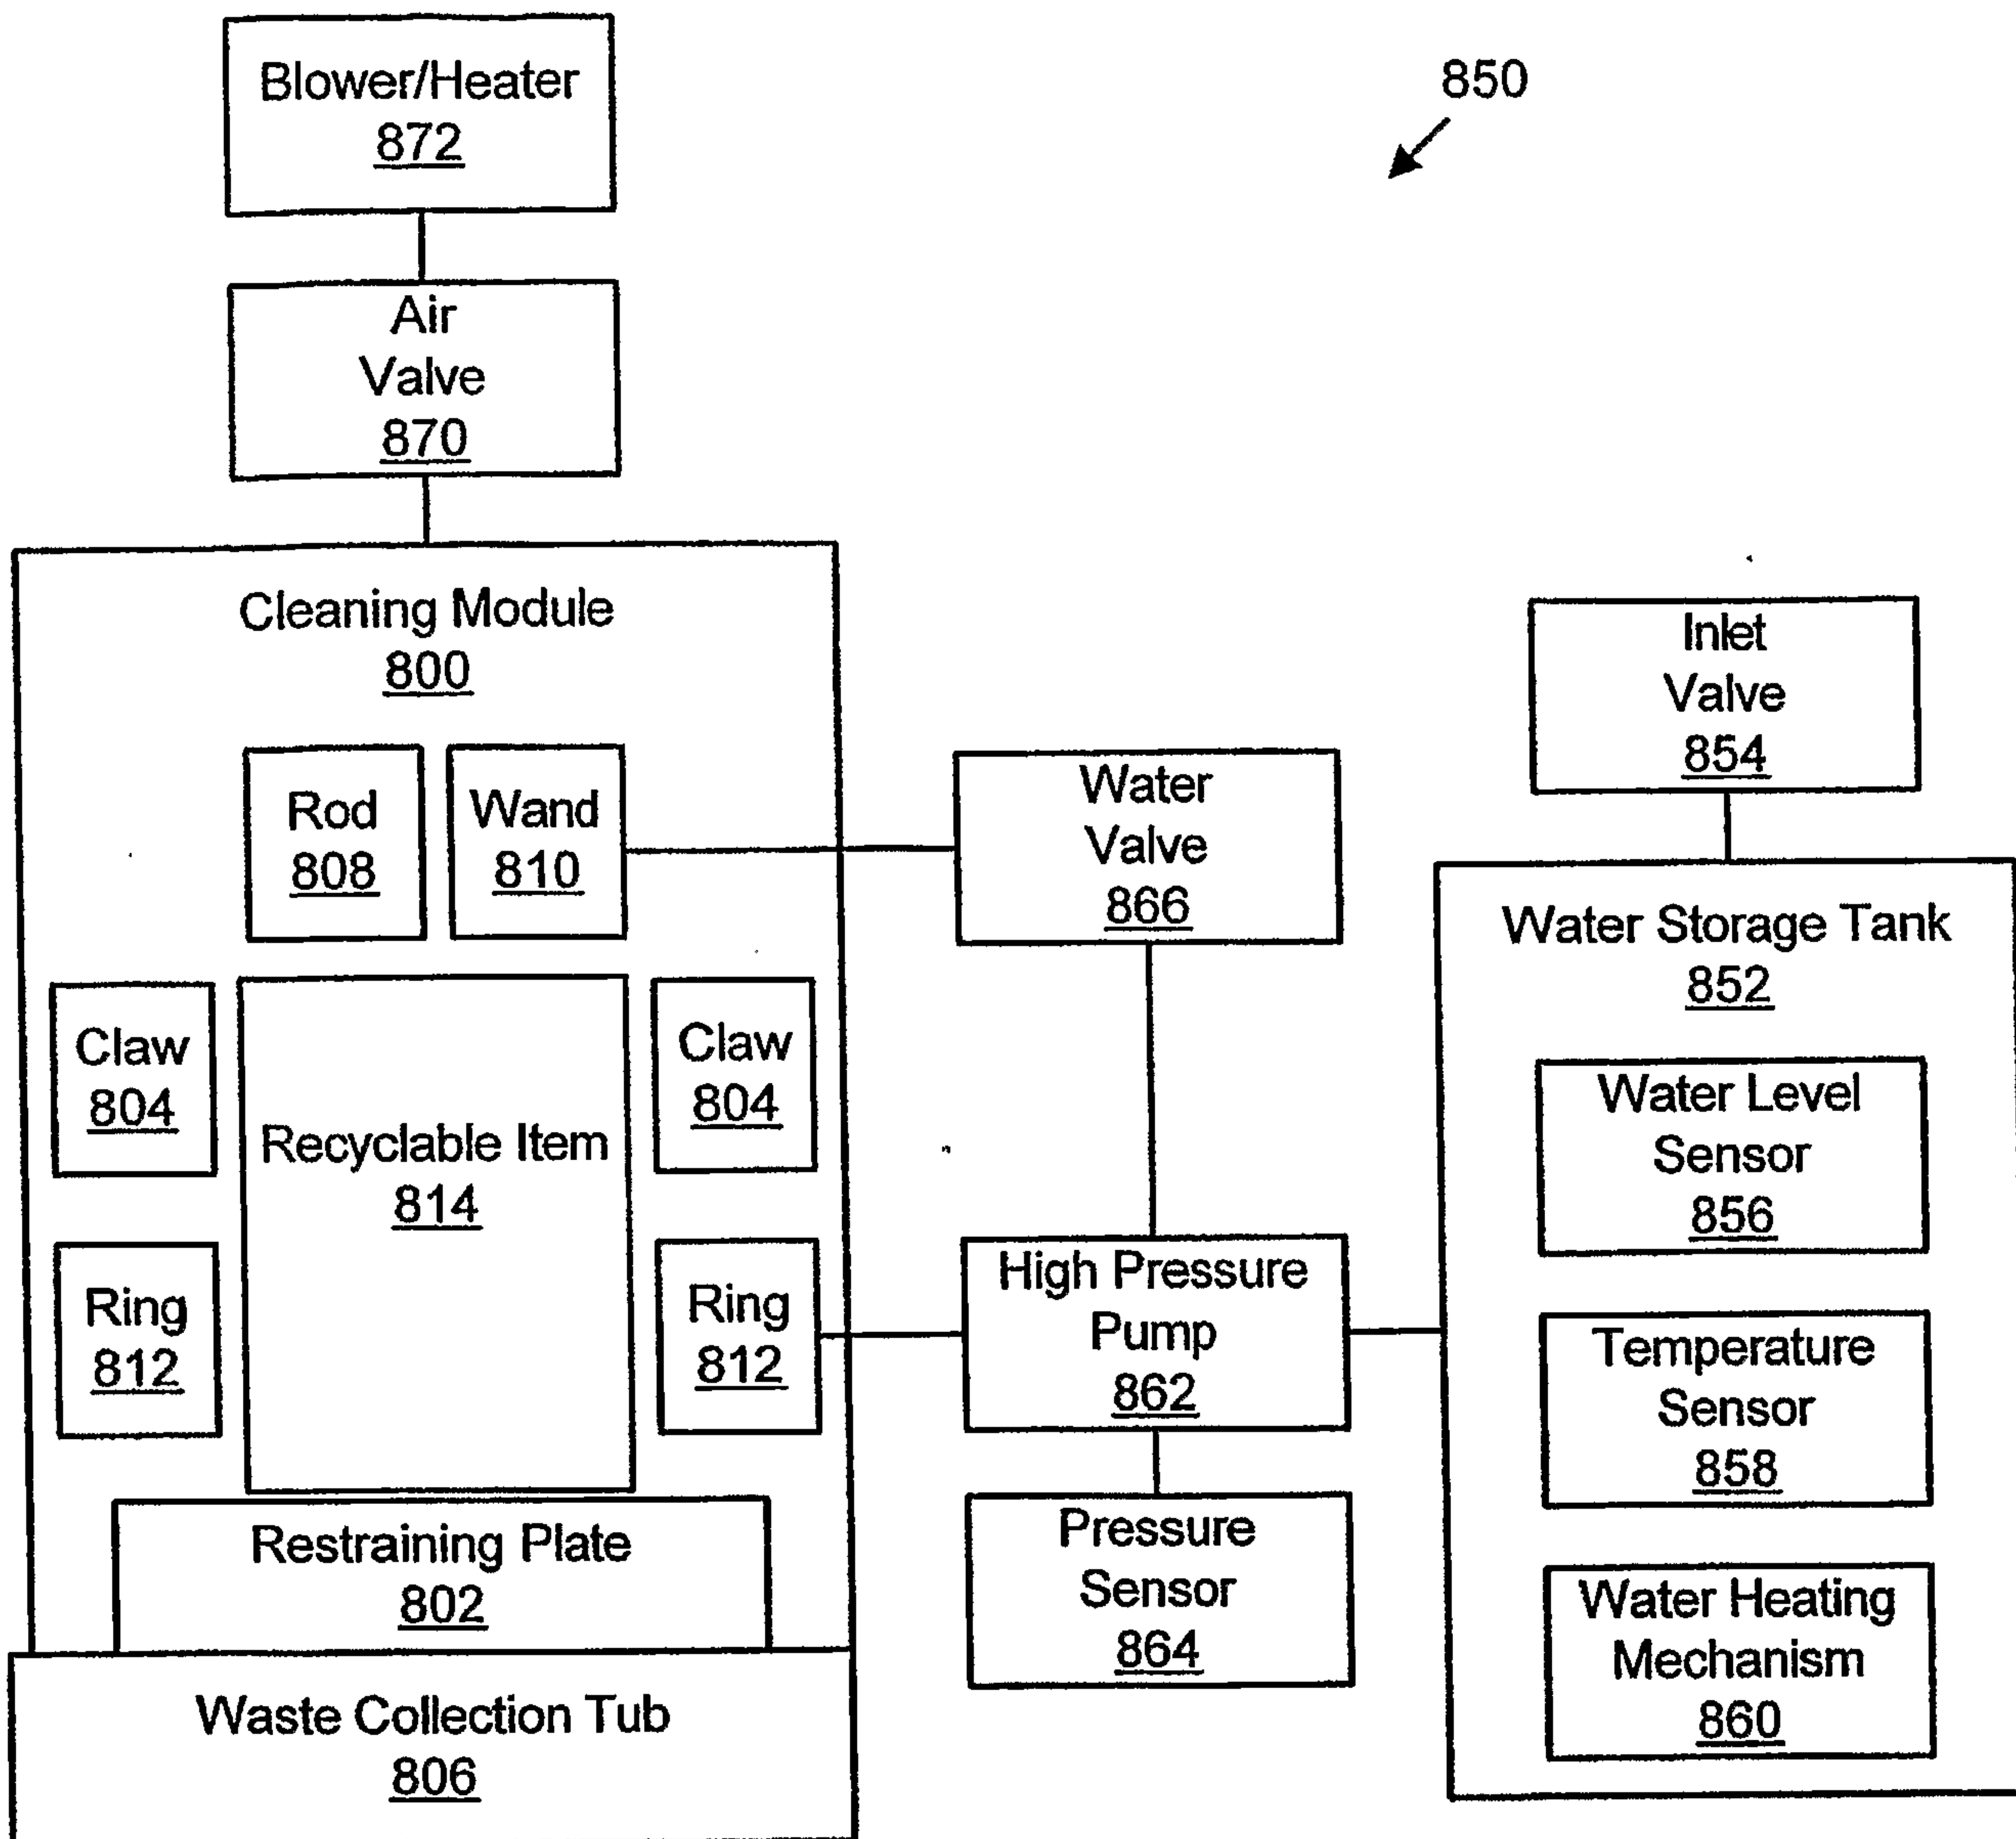 Blower/Heater
872
850
Air
Valve
870
Cleaning Module
800
Rod
808
Wand
810
Water
Valve
866
Inlet
Valve
854
Water Storage Tank
852
Claw
804
Recyclable Item
814
Claw
804
Water Level
Sensor
856
Ring
812
Ring
812
High Pressure
Pump
862
Temperature
Sensor
858
Restraining Plate
802
Pressure
Sensor
864
Water Heating
Mechanism
860
Waste Collection Tub
806